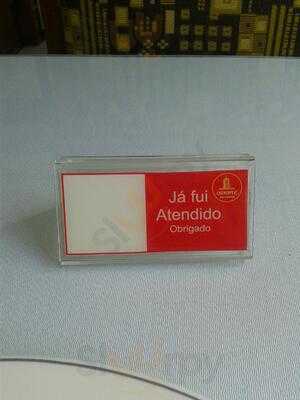 Já fui
Atendido
Obrigado